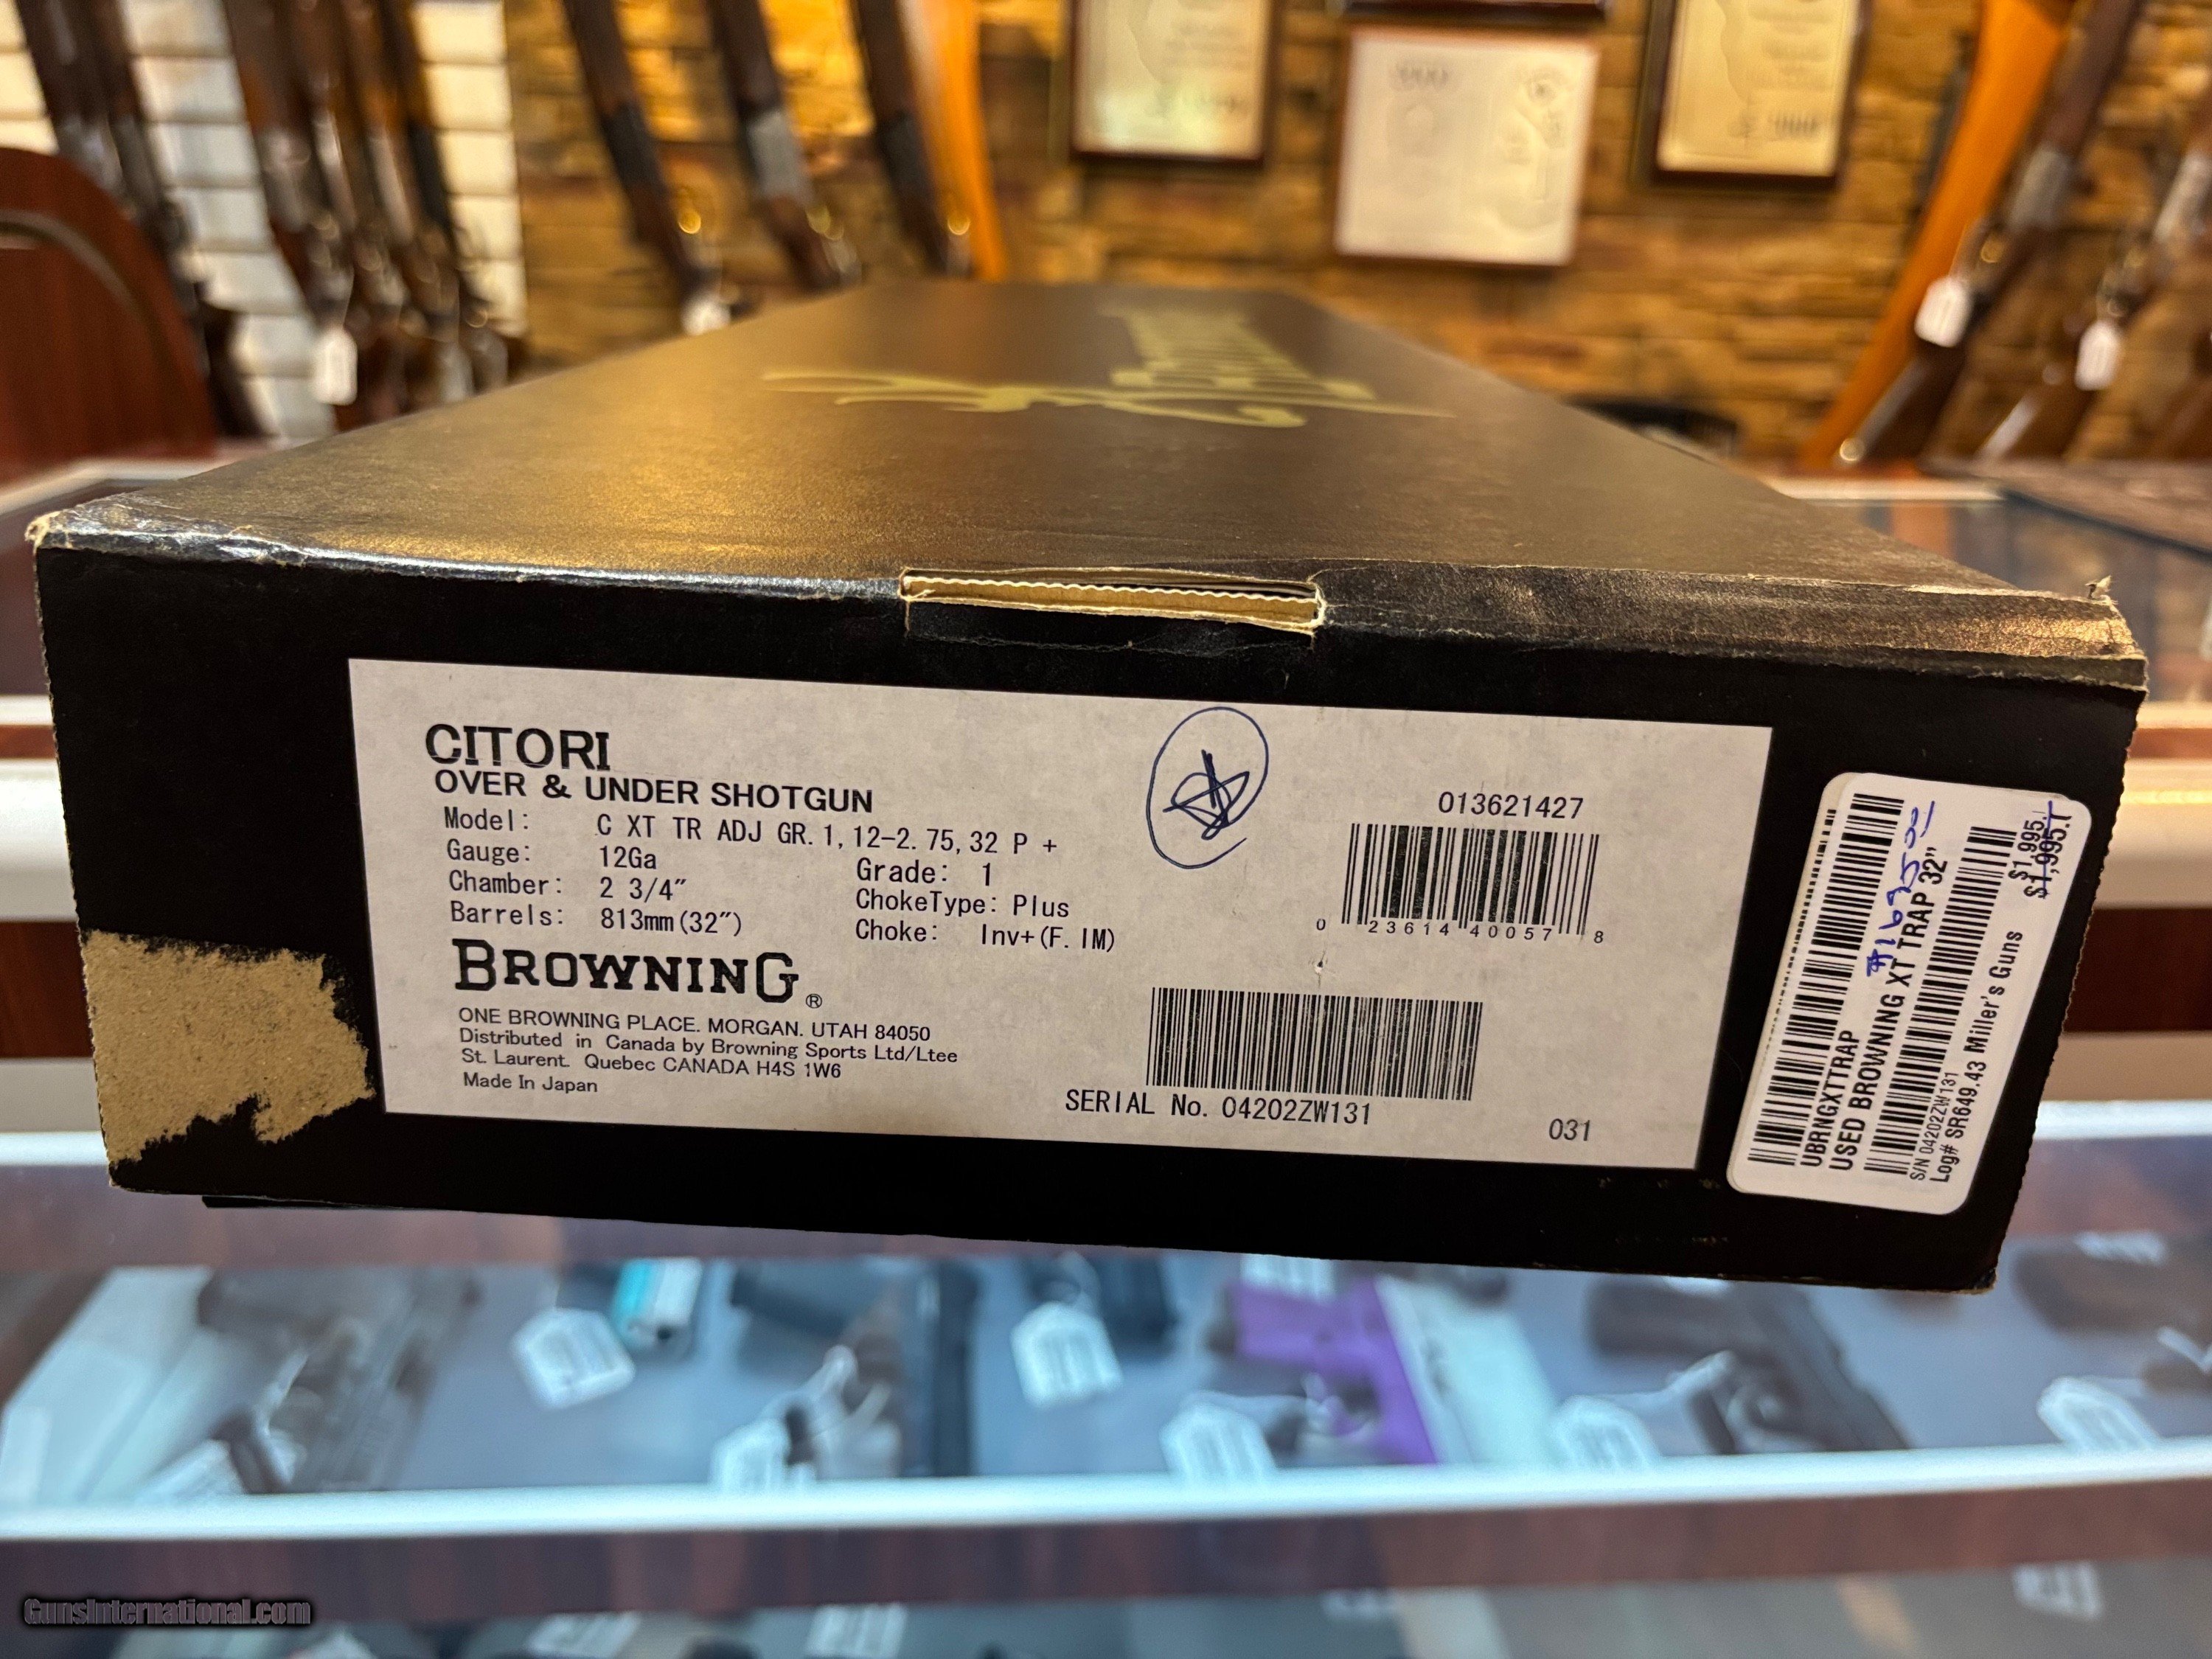 CITORI
OVER & UNDER SHOTGUN
Model: C XT TR ADJ GR.1,12-2.75,32 P +
Gauge: 12Ga
Grade: 1
Chamber: 2 3/4"
ChokeType: Plus
Barrels: 813mm(32")
Choke: Inv+(F.IM)
BROWNING®
ONE BROWNING PLACE. MORGAN. UTAH 84050
Distributed in Canada by Browning Sports Ltd/Ltee
St. Laurent. Quebec CANADA H4S 1W6
Made In Japan
013621427
0 23614 40057 8
SERIAL No. 04202ZW131
031
UBRNGXTTRAP
USED BROWNING XT TRAP 32"
S/N 04202ZW131
Log# SR649.43 Miller's Guns
$1,995.
$1,995.
GunsInternational.com